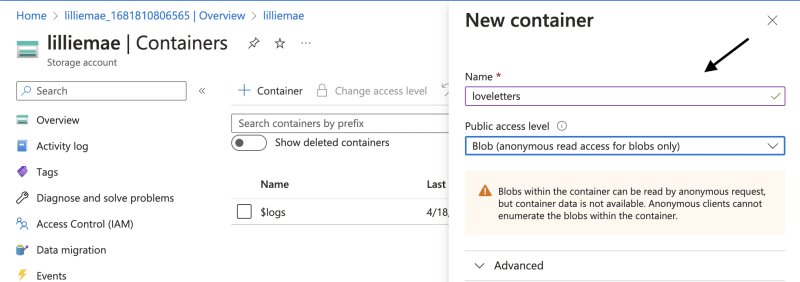 Home > lilliemae_1681810806565 | Overview > lilliemae
lilliemae | Containers
Storage account
Search
Overview
Activity log
Tags
Diagnose and solve problems
Access Control (IAM)
Data migration
Events
Container
Change access level
Search containers by prefix
Show deleted containers
Name Last
$logs 4/18,
New container
Name *
loveletters
Public access level
Blob (anonymous read access for blobs only)
Blobs within the container can be read by anonymous request,
but container data is not available. Anonymous clients cannot
enumerate the blobs within the container.
Advanced